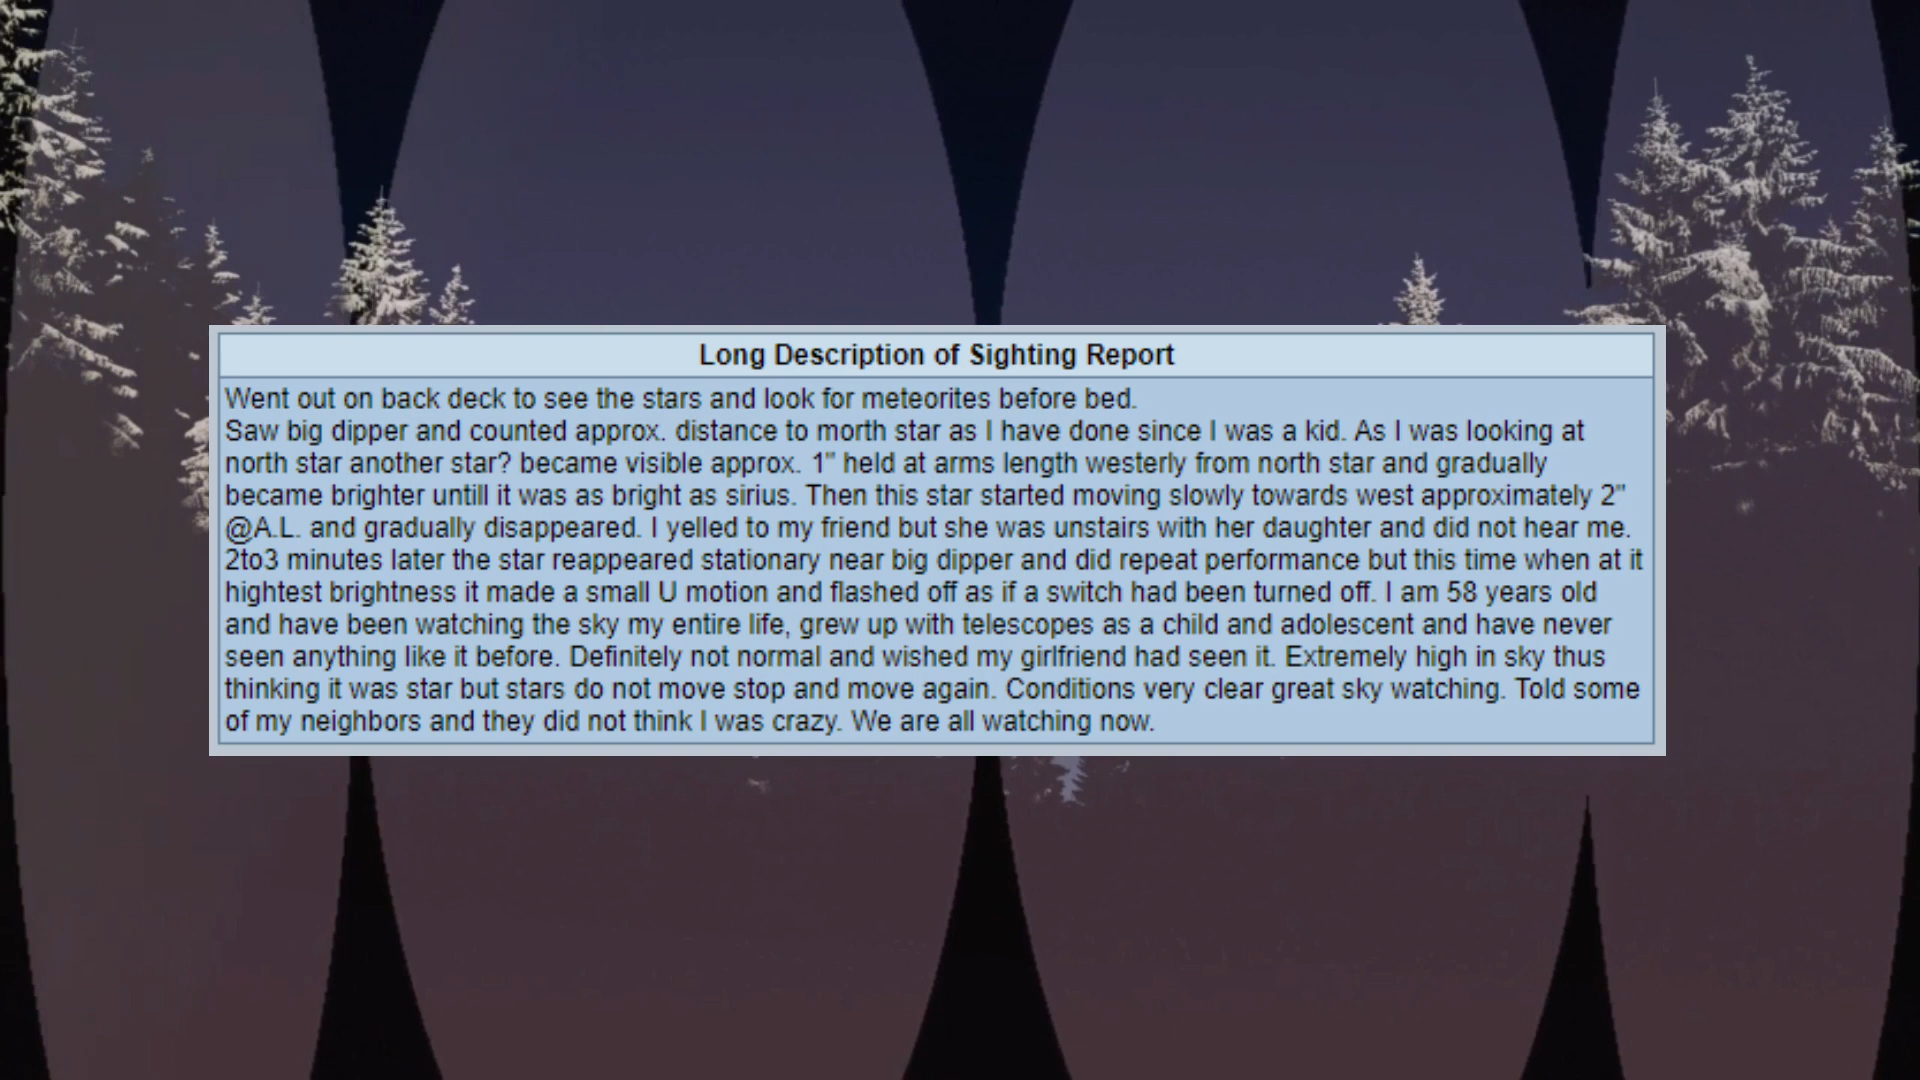 Long Description of Sighting Report
Went out on back deck to see the stars and look for meteorites before bed.
Saw big dipper and counted approx. distance to morth star as I have done since I was a kid. As I was looking at
north star another star? became visible approx. 1" held at arms length westerly from north star and gradually
became brighter untill it was as bright as sirius. Then this star started moving slowly towards west approximately 2"
@A.L. and gradually disappeared. I yelled to my friend but she was unstairs with her daughter and did not hear me.
2to3 minutes later the star reappeared stationary near big dipper and did repeat performance but this time when at it
hightest brightness it made a small U motion and flashed off as if a switch had been turned off. I am 58 years old
and have been watching the sky my entire life, grew up with telescopes as a child and adolescent and have never
seen anything like it before. Definitely not normal and wished my girlfriend had seen it. Extremely high in sky thus
thinking it was star but stars do not move stop and move again. Conditions very clear great sky watching. Told some
of my neighbors and they did not think I was crazy. We are all watching now.